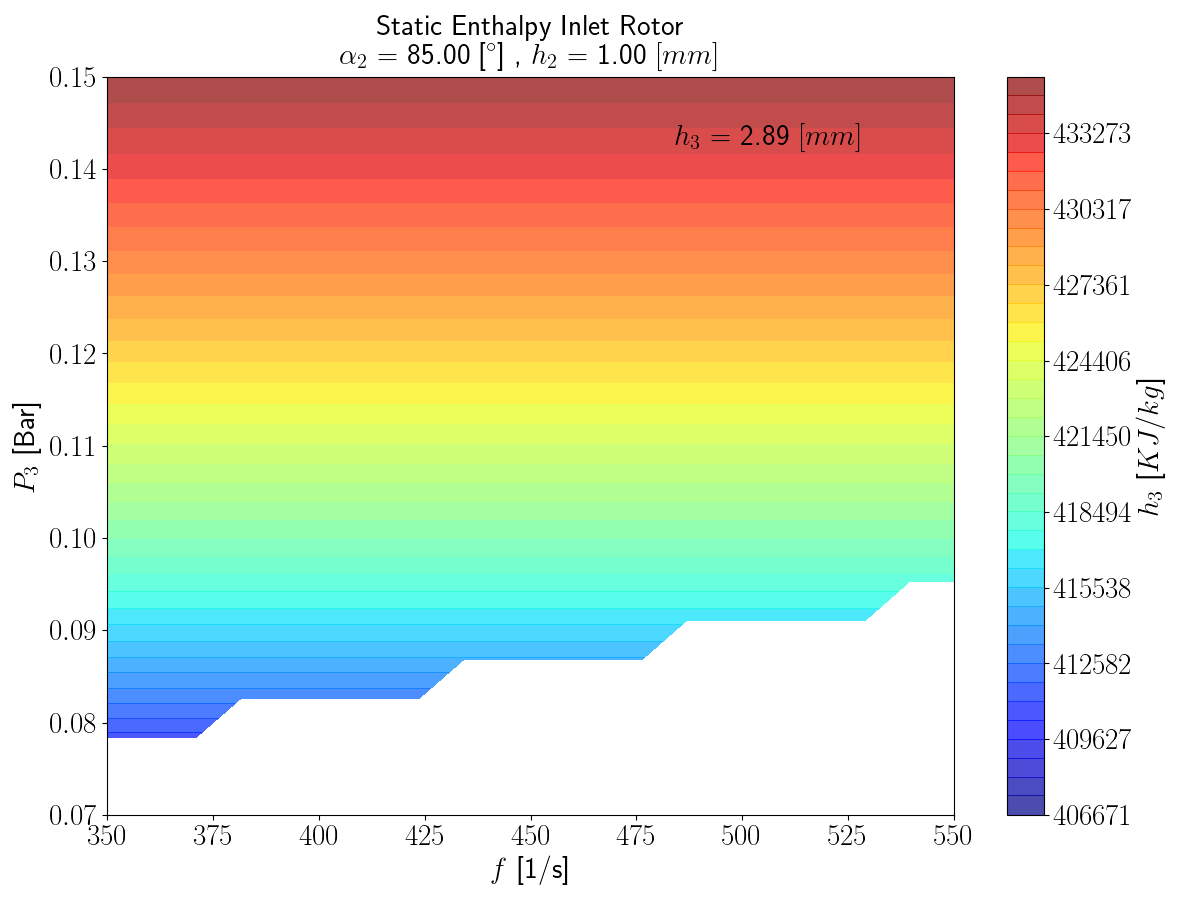 Static Enthalpy Inlet Rotor
α₂ = 85.00 [°] , h₂ = 1.00 [mm]
h₃ = 2.89 [mm]
P₃ [Bar]
0.15
0.14
0.13
0.12
0.11
0.10
0.09
0.08
0.07
350 375 400 425 450 475 500 525 550
f [1/s]
433273
430317
427361
424406
421450
418494
415538
412582
409627
406671
h₃ [KJ/kg]